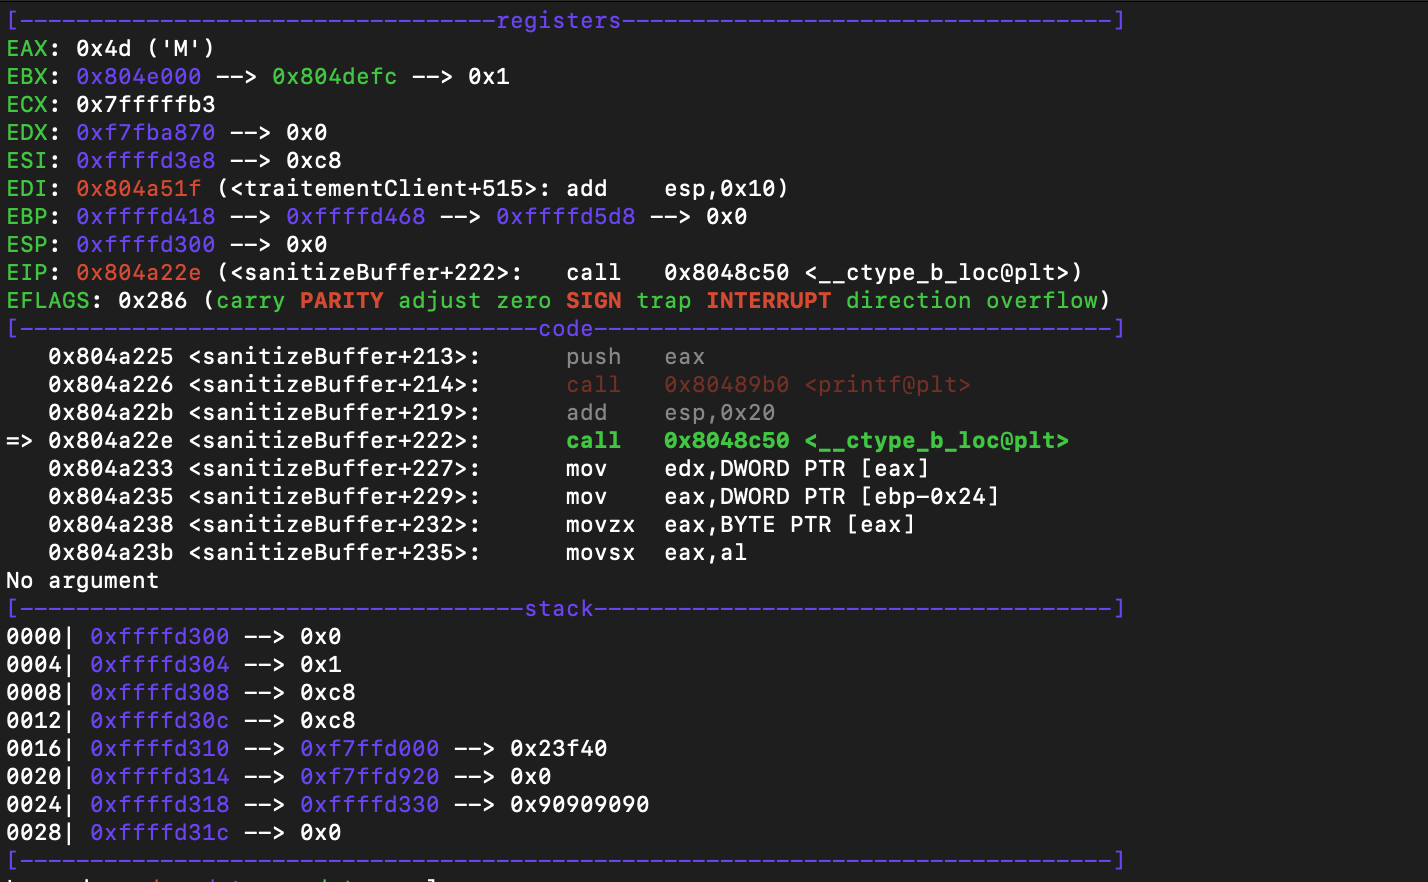 [----------------------------------registers-----------------------------------]
EAX: 0x4d ('M')
EBX: 0x804e000 --> 0x804defc --> 0x1
ECX: 0x7fffffb3
EDX: 0xf7fba870 --> 0x0
ESI: 0xffffd3e8 --> 0xc8
EDI: 0x804a51f (<traitementClient+515>: add    esp,0x10)
EBP: 0xffffd418 --> 0xffffd468 --> 0xffffd5d8 --> 0x0
ESP: 0xffffd300 --> 0x0
EIP: 0x804a22e (<sanitizeBuffer+222>:   call   0x8048c50 <__ctype_b_loc@plt>)
EFLAGS: 0x286 (carry PARITY adjust zero SIGN trap INTERRUPT direction overflow)
[-------------------------------------code-------------------------------------]
   0x804a225 <sanitizeBuffer+213>:      push   eax
   0x804a226 <sanitizeBuffer+214>:      call   0x80489b0 <printf@plt>
   0x804a22b <sanitizeBuffer+219>:      add    esp,0x20
=> 0x804a22e <sanitizeBuffer+222>:      call   0x8048c50 <__ctype_b_loc@plt>
   0x804a233 <sanitizeBuffer+227>:      mov    edx,DWORD PTR [eax]
   0x804a235 <sanitizeBuffer+229>:      mov    eax,DWORD PTR [ebp-0x24]
   0x804a238 <sanitizeBuffer+232>:      movzx  eax,BYTE PTR [eax]
   0x804a23b <sanitizeBuffer+235>:      movsx  eax,al
No argument
[------------------------------------stack-------------------------------------]
0000| 0xffffd300 --> 0x0
0004| 0xffffd304 --> 0x1
0008| 0xffffd308 --> 0xc8
0012| 0xffffd30c --> 0xc8
0016| 0xffffd310 --> 0xf7ffd000 --> 0x23f40
0020| 0xffffd314 --> 0xf7ffd920 --> 0x0
0024| 0xffffd318 --> 0xffffd330 --> 0x90909090
0028| 0xffffd31c --> 0x0
[------------------------------------------------------------------------------]